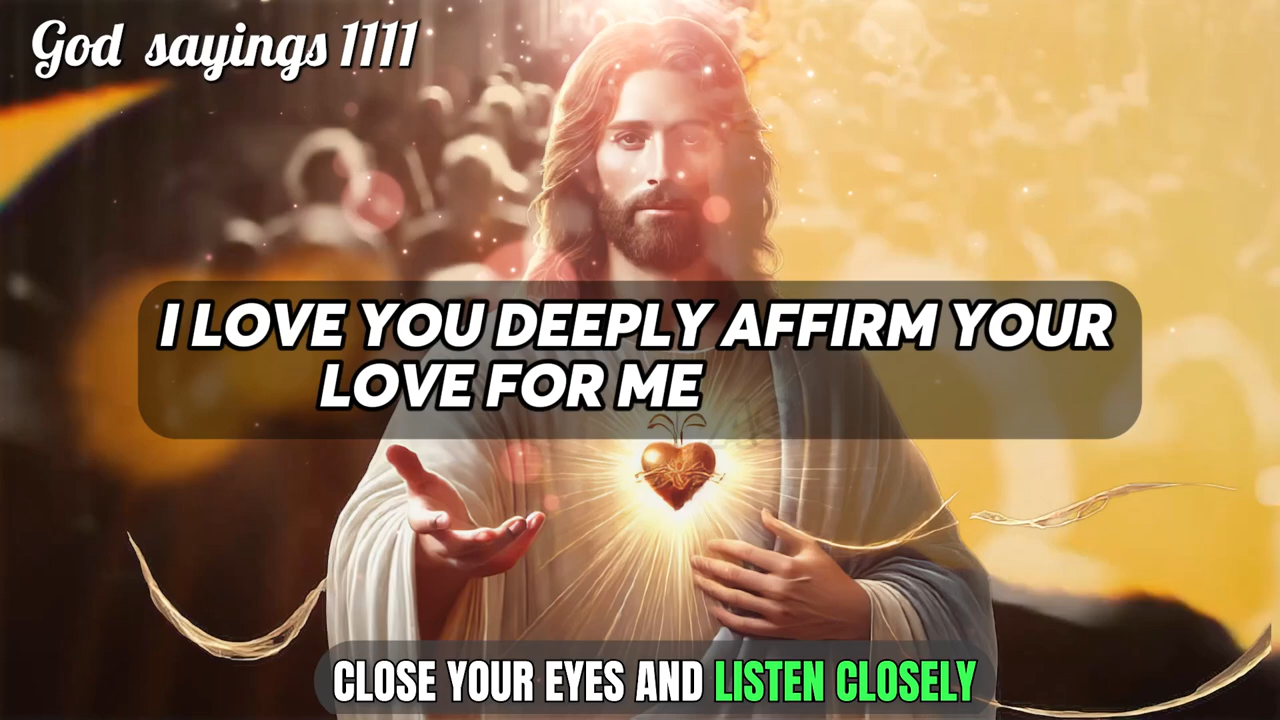 God sayings 1111
I LOVE YOU DEEPLY AFFIRM YOUR
LOVE FOR ME
CLOSE YOUR EYES AND LISTEN CLOSELY